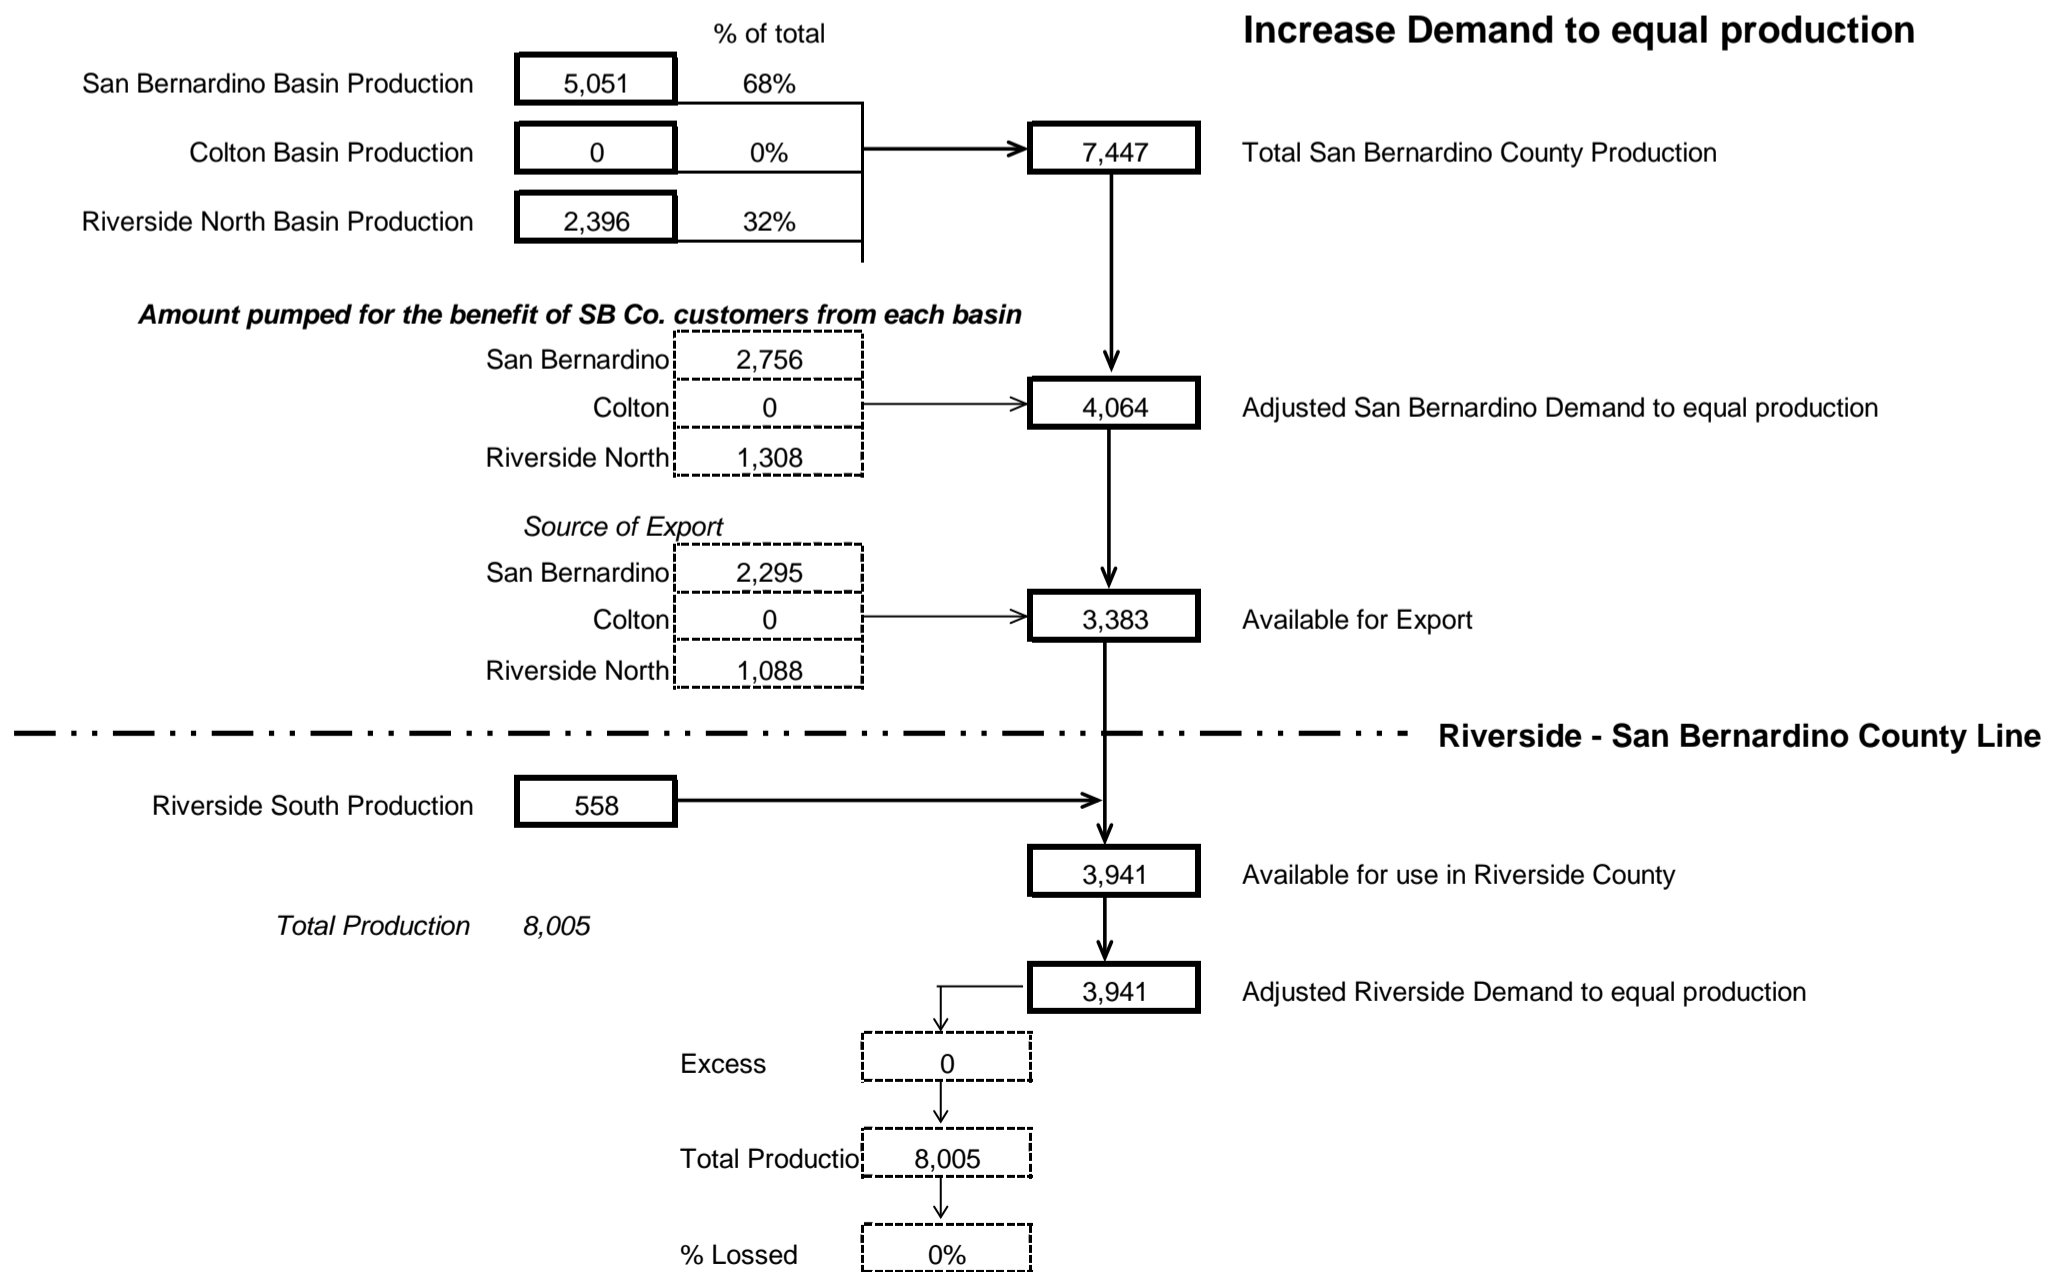 Increase Demand to equal production
% of total
San Bernardino Basin Production 5,051 68%
Colton Basin Production 0 0% 7,447 Total San Bernardino County Production
Riverside North Basin Production 2,396 32%
Amount pumped for the benefit of SB Co. customers from each basin
San Bernardino 2,756
Colton 0 4,064 Adjusted San Bernardino Demand to equal production
Riverside North 1,308
Source of Export
San Bernardino 2,295
Colton 0 3,383 Available for Export
Riverside North 1,088
Riverside - San Bernardino County Line
Riverside South Production 558
3,941 Available for use in Riverside County
Total Production 8,005
3,941 Adjusted Riverside Demand to equal production
Excess 0
Total Productio 8,005
% Lossed 0%